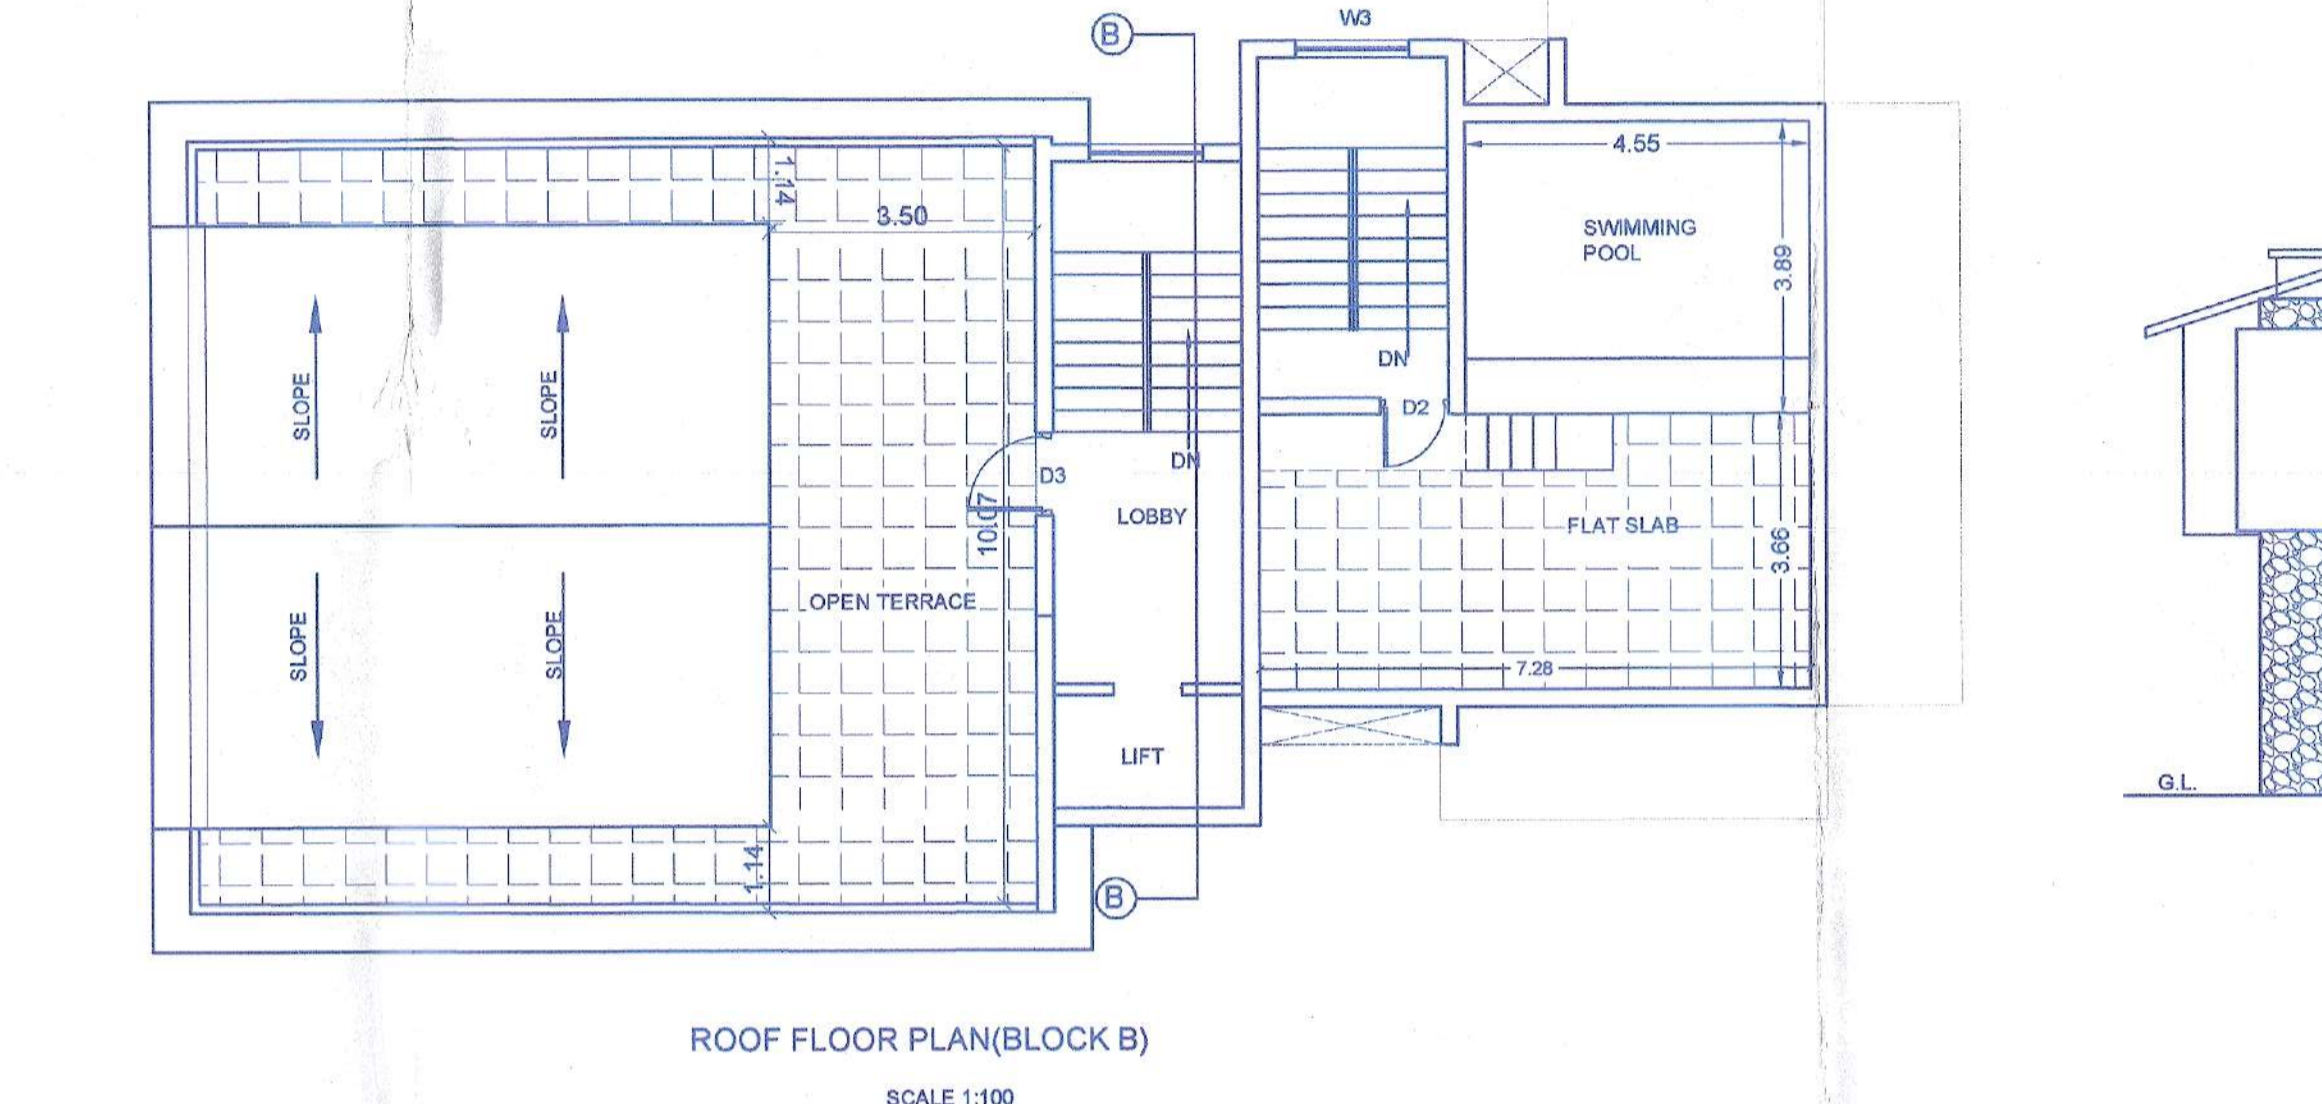 W3
B
4.55
1.14
3.50
SWIMMING
POOL
3.89
DN
SLOPE
SLOPE
D2
DN
D3
LOBBY
10.07
FLAT SLAB
3.66
OPEN TERRACE
SLOPE
SLOPE
7.28
LIFT
G.L.
1.14
B
ROOF FLOOR PLAN(BLOCK B)
SCALE 1:100